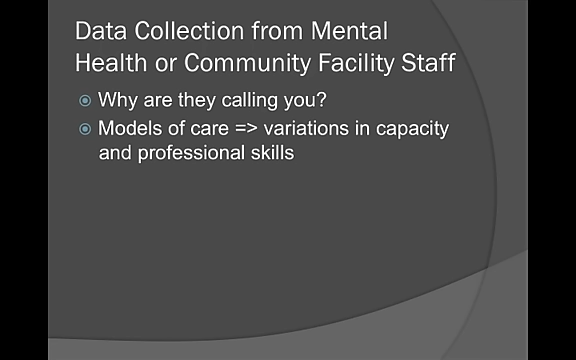 Data Collection from Mental
Health or Community Facility Staff
Why are they calling you?
Models of care => variations in capacity
and professional skills